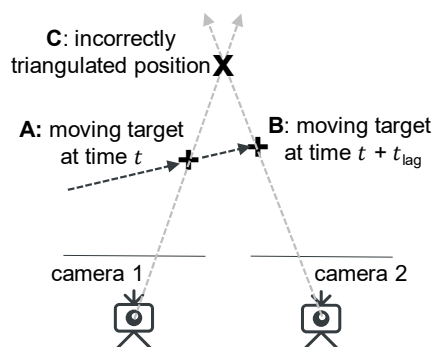 C: incorrectly
triangulated position
X
A: moving target
at time t
B: moving target
at time t + t_lag
camera 1
camera 2